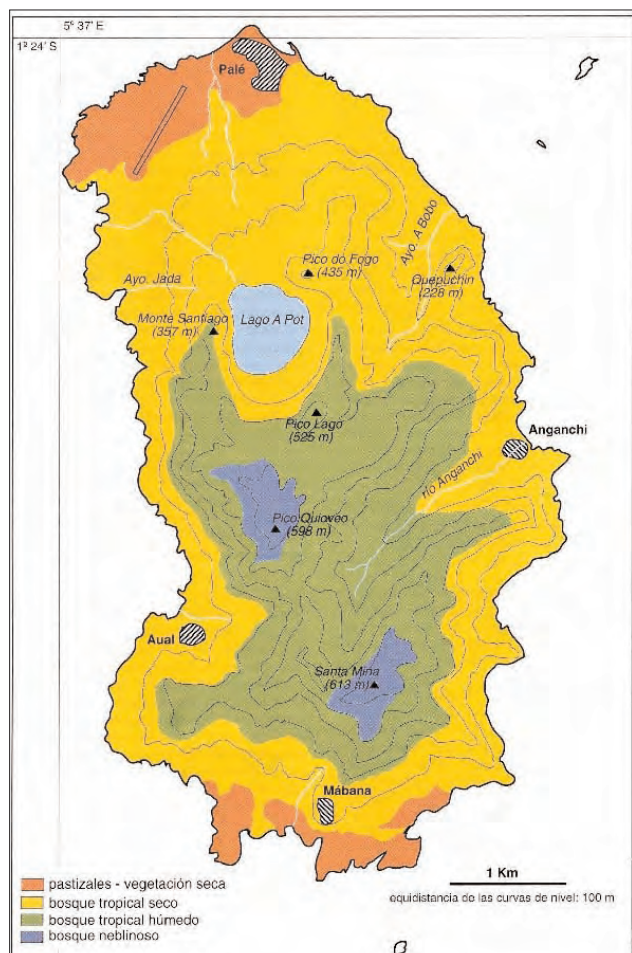 5º 37' E
1º 24' S
Palé
Ayo. A Bobo
Pico do Fogo
(435 m)
Quepuchin
(228 m)
Ayo. Jada
Monte Santiago
(357 m)
Lago A Pot
Pico Lago
(525 m)
Anganchi
río Anganchi
Pico Quioveo
(598 m)
Aual
Santa Mina
(613 m)
Mábana
1 Km
equidistancia de las curvas de nivel: 100 m
pastizales - vegetación seca
bosque tropical seco
bosque tropical húmedo
bosque neblinoso